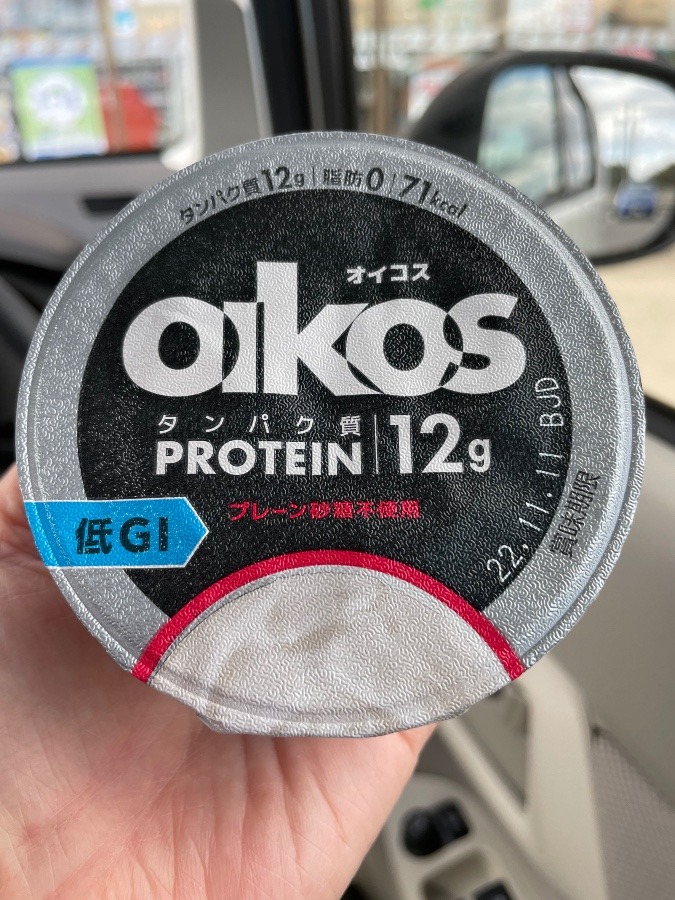 タンパク質12g | 脂肪0 | 71kcal
オイコス
oikos
タンパク質
PROTEIN | 12g
プレーン砂糖不使用
低GI
22.11.11 BJD
賞味期限